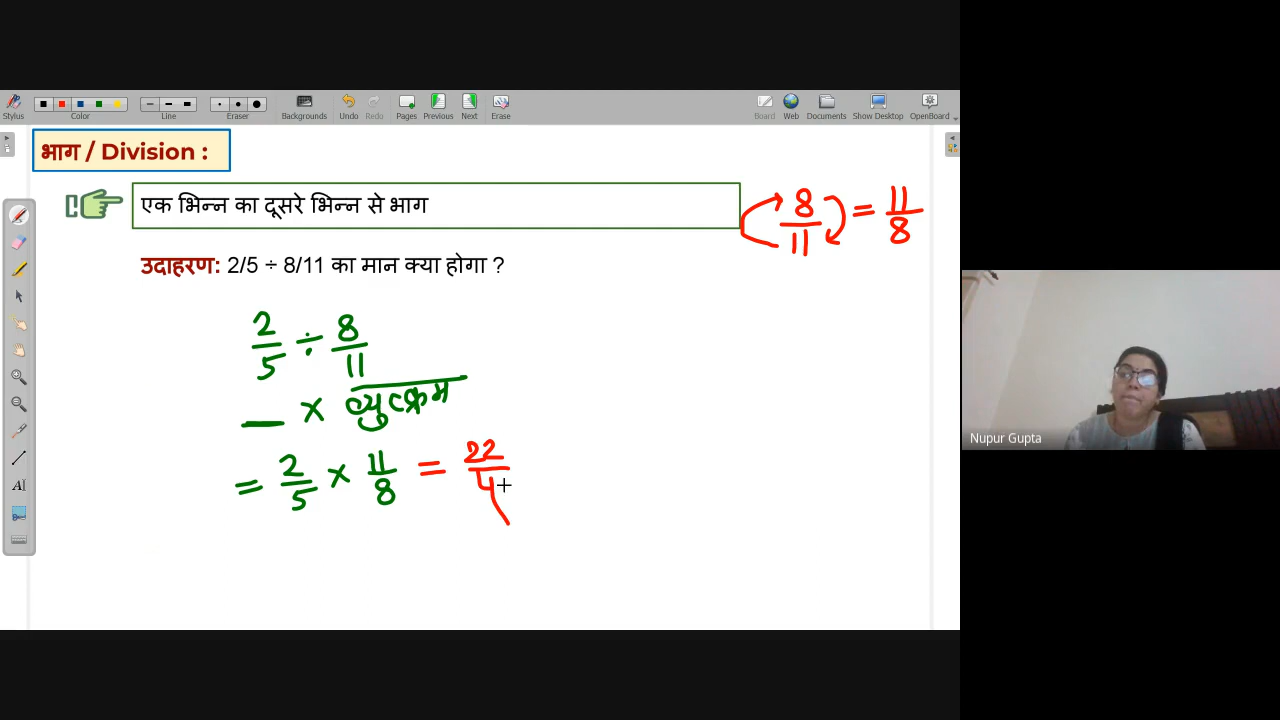 Stylus Color Line Eraser Backgrounds Undo Redo Pages Previous Next Erase Board Web Documents Show Desktop OpenBoard
भाग / Division :
एक भिन्न का दूसरे भिन्न से भाग
8/11 = 11/8
उदाहरण: 2/5 ÷ 8/11 का मान क्या होगा ?
2/5 ÷ 8/11
— × व्युत्क्रम
= 2/5 × 11/8 = 22/4
Nupur Gupta